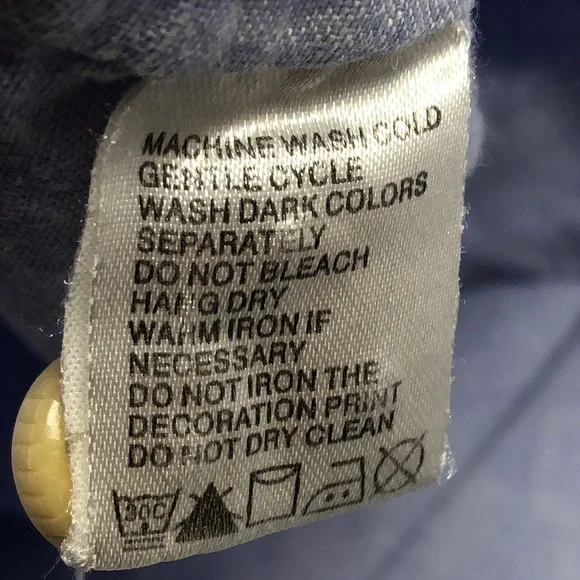 MACHINE WASH COLD
GENTLE CYCLE
WASH DARK COLORS
SEPARATELY
DO NOT BLEACH
HANG DRY
WARM IRON IF
NECESSARY
DO NOT IRON THE
DECORATION PRINT
DO NOT DRY CLEAN
30C